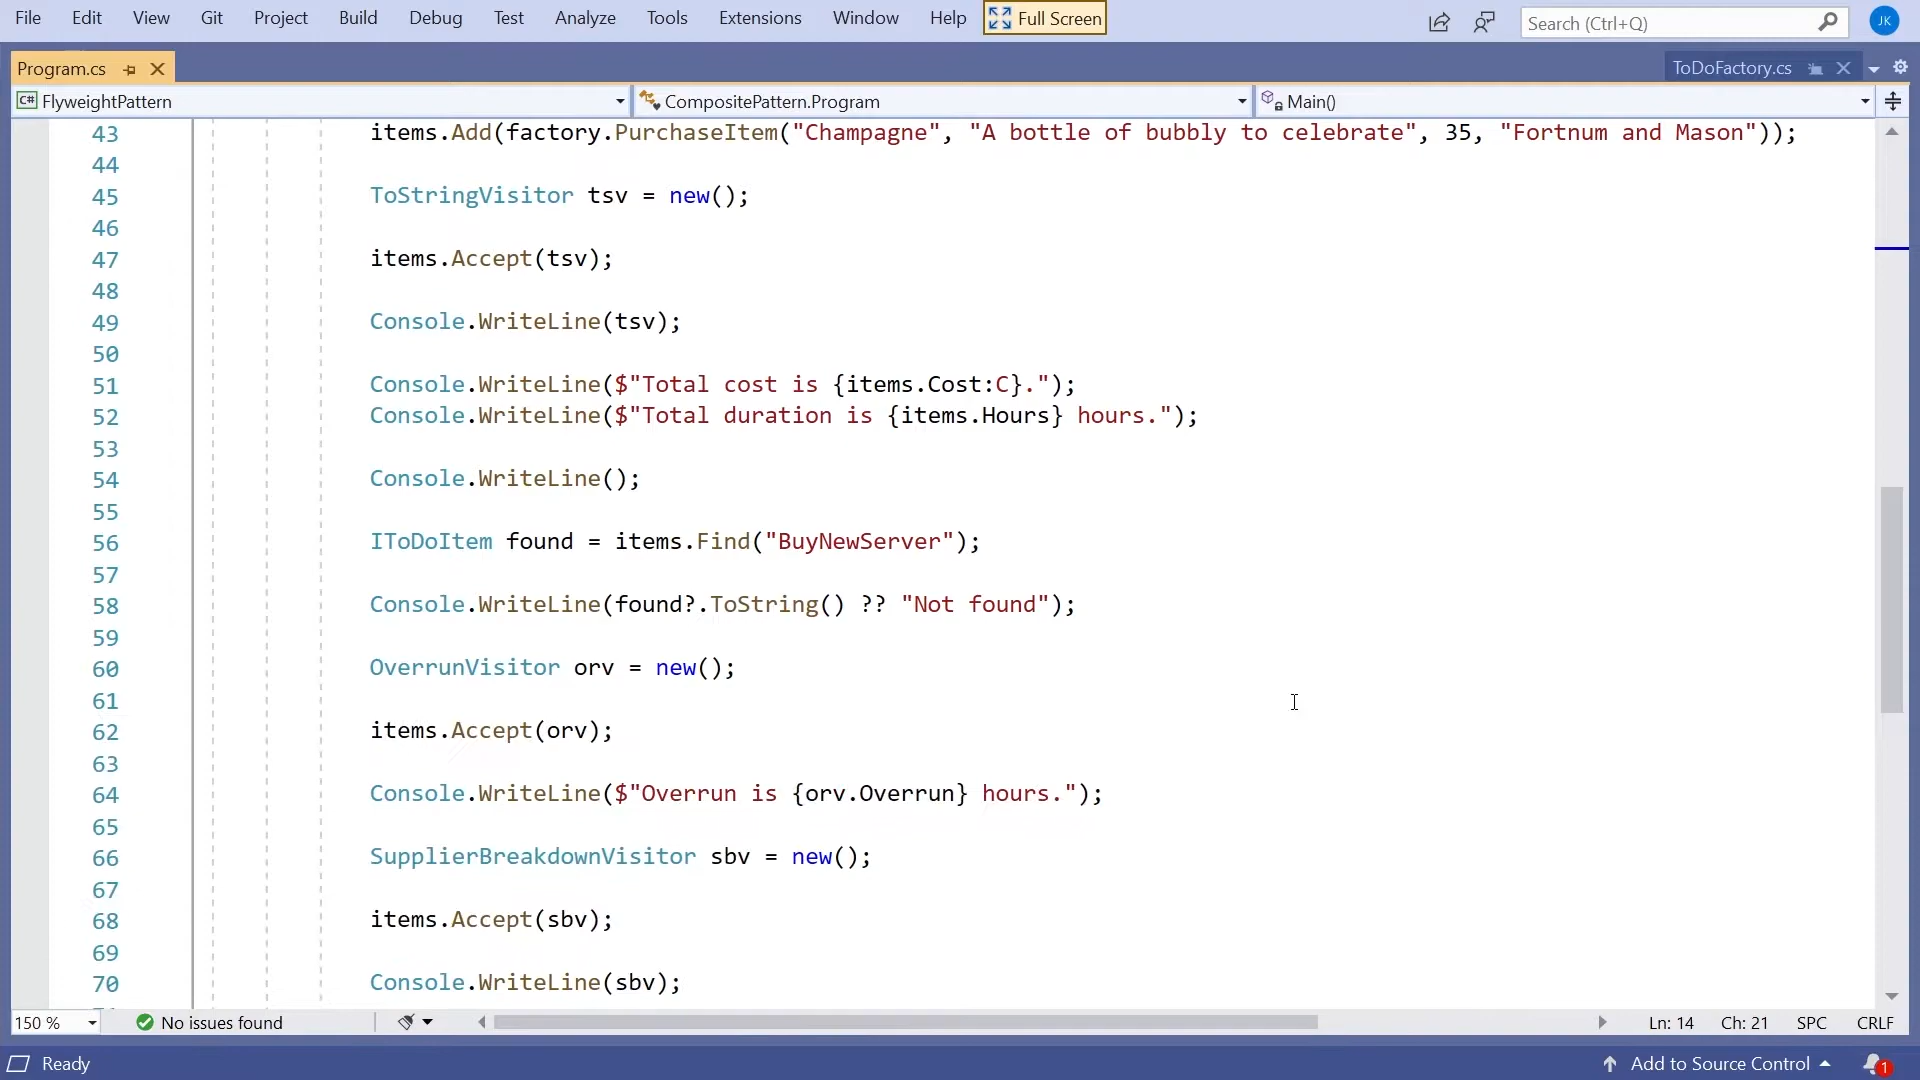 File Edit View Git Project Build Debug Test Analyze Tools Extensions Window Help Full Screen Search (Ctrl+Q) JK
Program.cs ToDoFactory.cs
C# FlyweightPattern CompositePattern.Program Main()
43 items.Add(factory.PurchaseItem("Champagne", "A bottle of bubbly to celebrate", 35, "Fortnum and Mason"));
44
45 ToStringVisitor tsv = new();
46
47 items.Accept(tsv);
48
49 Console.WriteLine(tsv);
50
51 Console.WriteLine($"Total cost is {items.Cost:C}.");
52 Console.WriteLine($"Total duration is {items.Hours} hours.");
53
54 Console.WriteLine();
55
56 IToDoItem found = items.Find("BuyNewServer");
57
58 Console.WriteLine(found?.ToString() ?? "Not found");
59
60 OverrunVisitor orv = new();
61
62 items.Accept(orv);
63
64 Console.WriteLine($"Overrun is {orv.Overrun} hours.");
65
66 SupplierBreakdownVisitor sbv = new();
67
68 items.Accept(sbv);
69
70 Console.WriteLine(sbv);
150 % No issues found Ln: 14 Ch: 21 SPC CRLF
Ready Add to Source Control 1